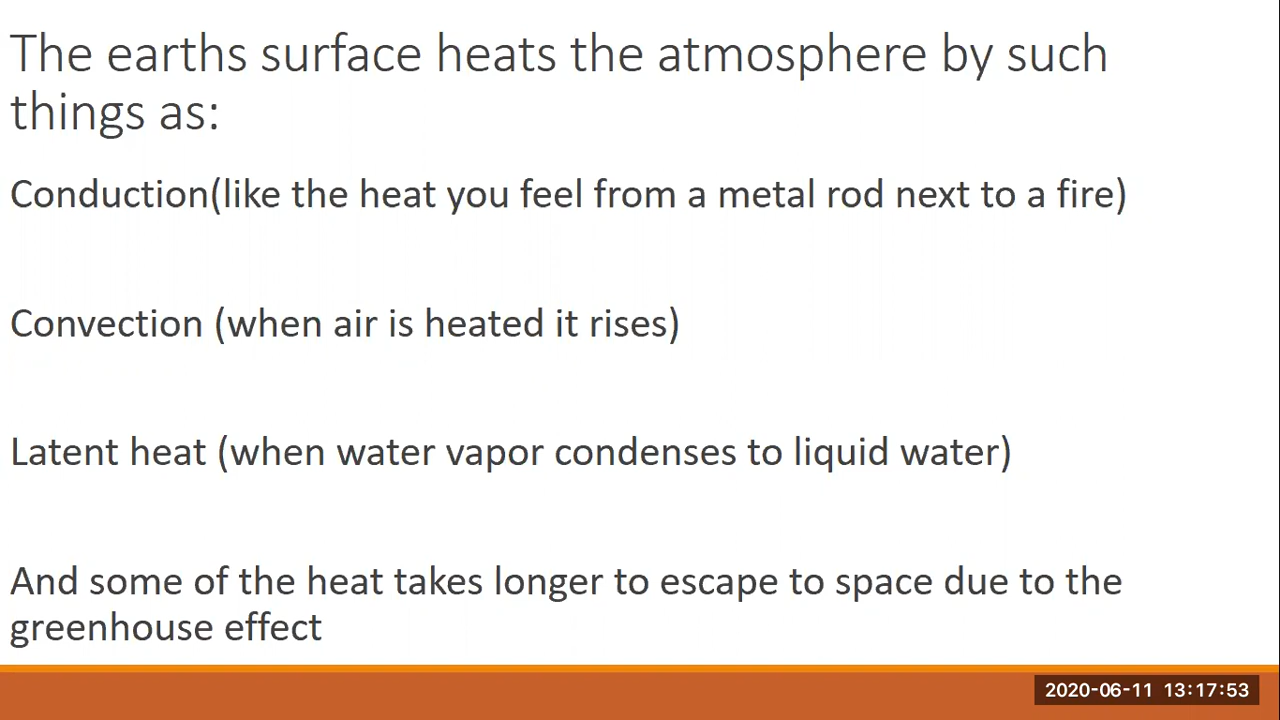 The earths surface heats the atmosphere by such
things as:
Conduction(like the heat you feel from a metal rod next to a fire)
Convection (when air is heated it rises)
Latent heat (when water vapor condenses to liquid water)
And some of the heat takes longer to escape to space due to the
greenhouse effect
2020-06-11 13:17:53